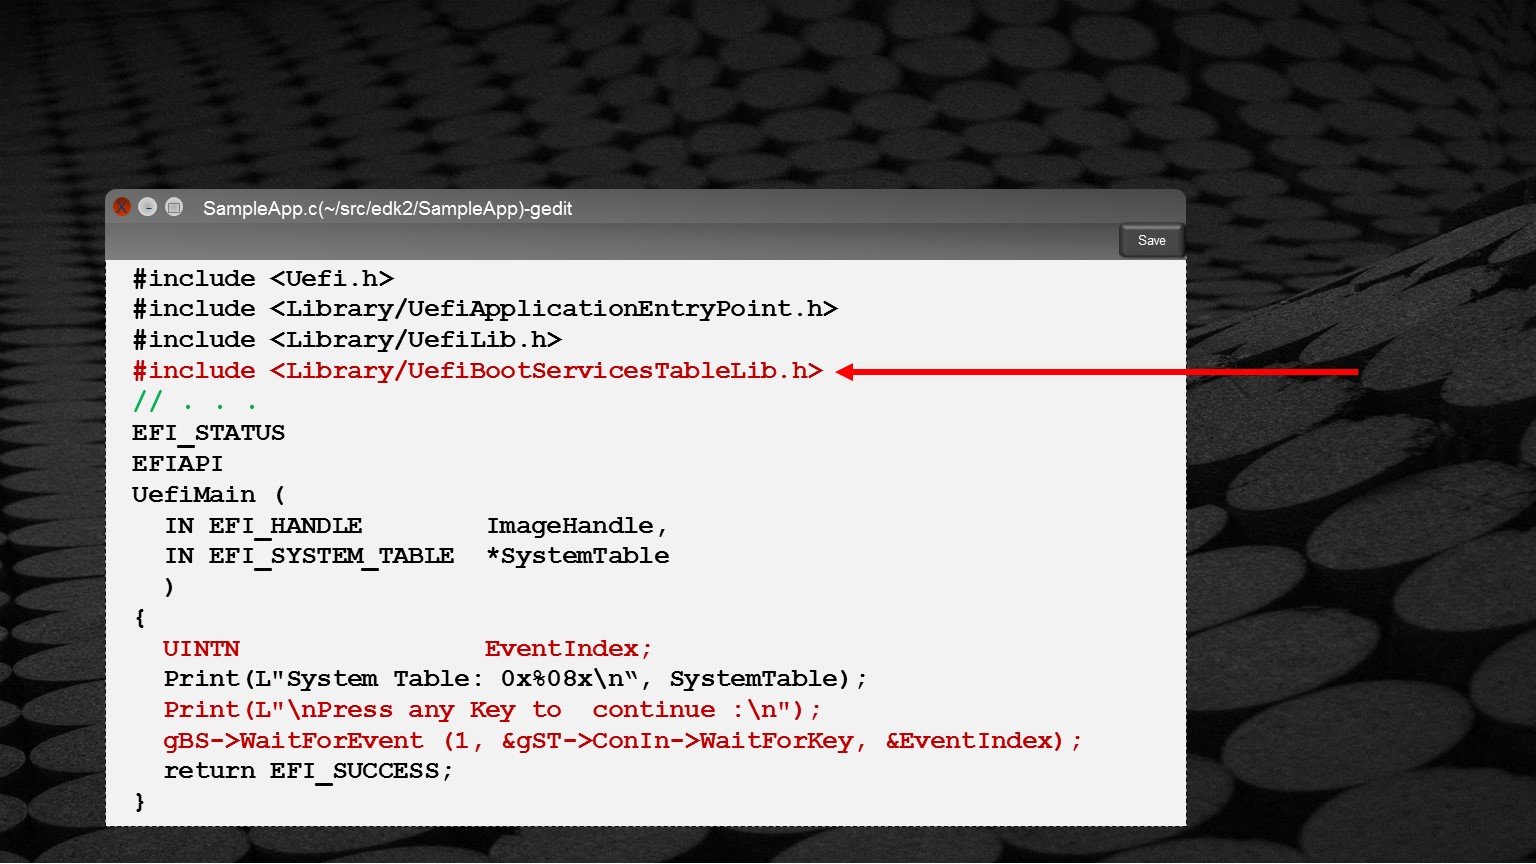 SampleApp.c(~/src/edk2/SampleApp)-gedit
Save
#include <Uefi.h>
#include <Library/UefiApplicationEntryPoint.h>
#include <Library/UefiLib.h>
#include <Library/UefiBootServicesTableLib.h>
// . . .
EFI_STATUS
EFIAPI
UefiMain (
  IN EFI_HANDLE        ImageHandle,
  IN EFI_SYSTEM_TABLE  *SystemTable
  )
{
  UINTN                EventIndex;
  Print(L"System Table: 0x%08x\n“, SystemTable);
  Print(L"\nPress any Key to  continue :\n");
  gBS->WaitForEvent (1, &gST->ConIn->WaitForKey, &EventIndex);
  return EFI_SUCCESS;
}